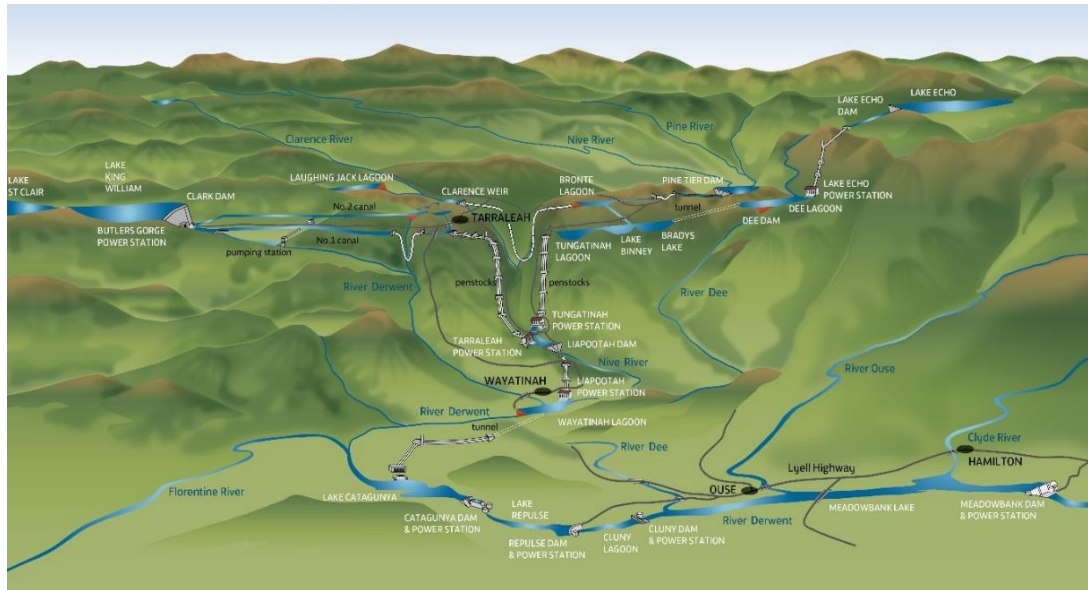 LAKE ECHO
LAKE ECHO
DAM
Pine River
Nive River
Clarence River
LAKE
ST CLAIR
LAKE
KING
WILLIAM
CLARK DAM
LAUGHING JACK LAGOON
CLARENCE WEIR
BRONTE
LAGOON
PINE TIER DAM
LAKE ECHO
POWER STATION
No.2 canal
TARRALEAH
tunnel
DEE LAGOON
DEE DAM
BUTLERS GORGE
POWER STATION
No.1 canal
pumping station
TUNGATINAH
LAGOON
LAKE
BINNEY
BRADYS
LAKE
River Derwent
penstocks
penstocks
River Dee
TUNGATINAH
POWER STATION
TARRALEAH
POWER STATION
LIAPOOTAH DAM
Nive River
WAYATINAH
LIAPOOTAH
POWER STATION
River Ouse
River Derwent
WAYATINAH LAGOON
tunnel
River Dee
Clyde River
Lyell Highway
HAMILTON
Florentine River
LAKE CATAGUNYA
OUSE
CATAGUNYA DAM
& POWER STATION
LAKE
REPULSE
REPULSE DAM
& POWER STATION
CLUNY
LAGOON
CLUNY DAM
& POWER STATION
River Derwent
MEADOWBANK LAKE
MEADOWBANK DAM
& POWER STATION